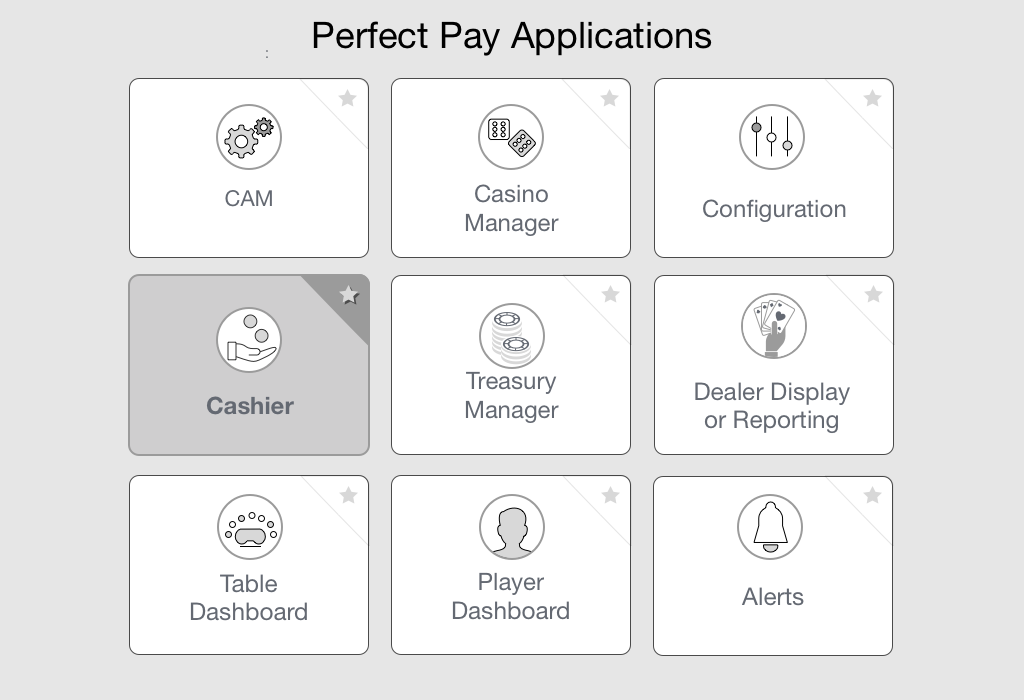 Perfect Pay Applications
:
CAM
Casino
Manager
Configuration
Cashier
Treasury
Manager
Dealer Display
or Reporting
Table
Dashboard
Player
Dashboard
Alerts